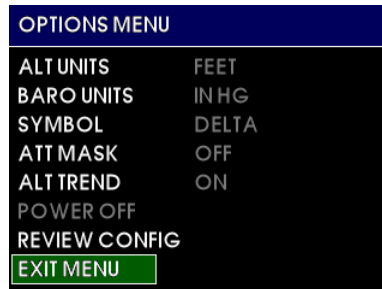 OPTIONS MENU
ALT UNITS FEET
BARO UNITS IN HG
SYMBOL DELTA
ATT MASK OFF
ALT TREND ON
POWER OFF
REVIEW CONFIG
EXIT MENU